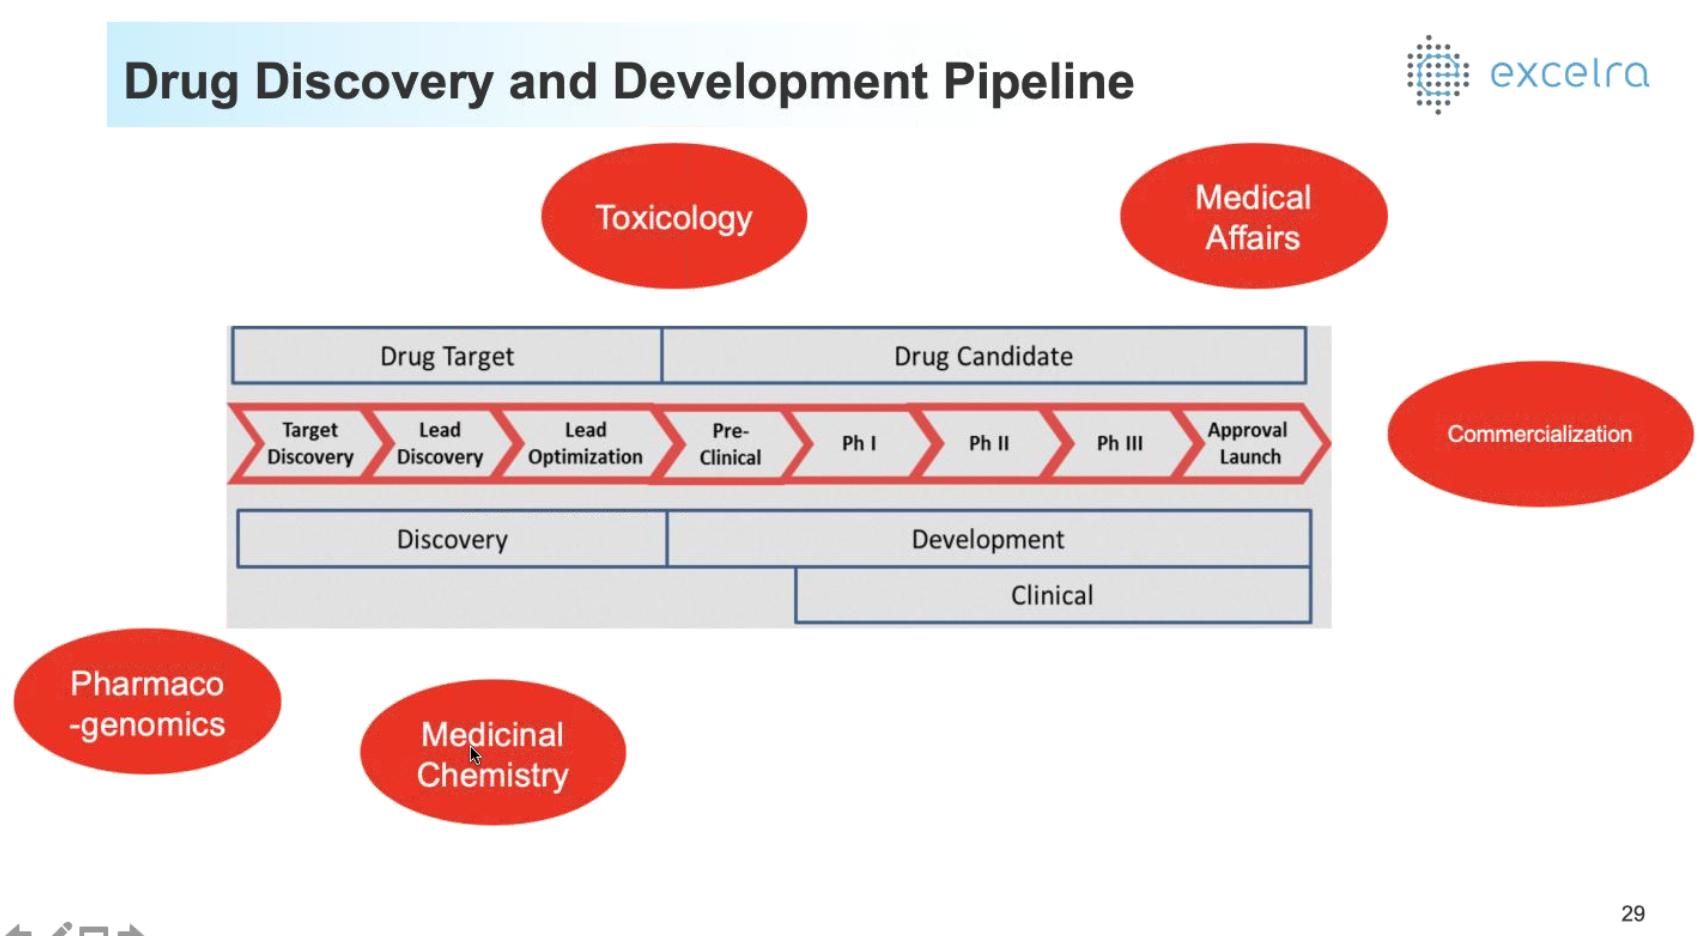 Drug Discovery and Development Pipeline
excelra
Toxicology
Medical
Affairs
Drug Target
Drug Candidate
Target
Discovery
Lead
Discovery
Lead
Optimization
Pre-
Clinical
Ph I
Ph II
Ph III
Approval
Launch
Commercialization
Discovery
Development
Clinical
Pharmaco
-genomics
Medicinal
Chemistry
29